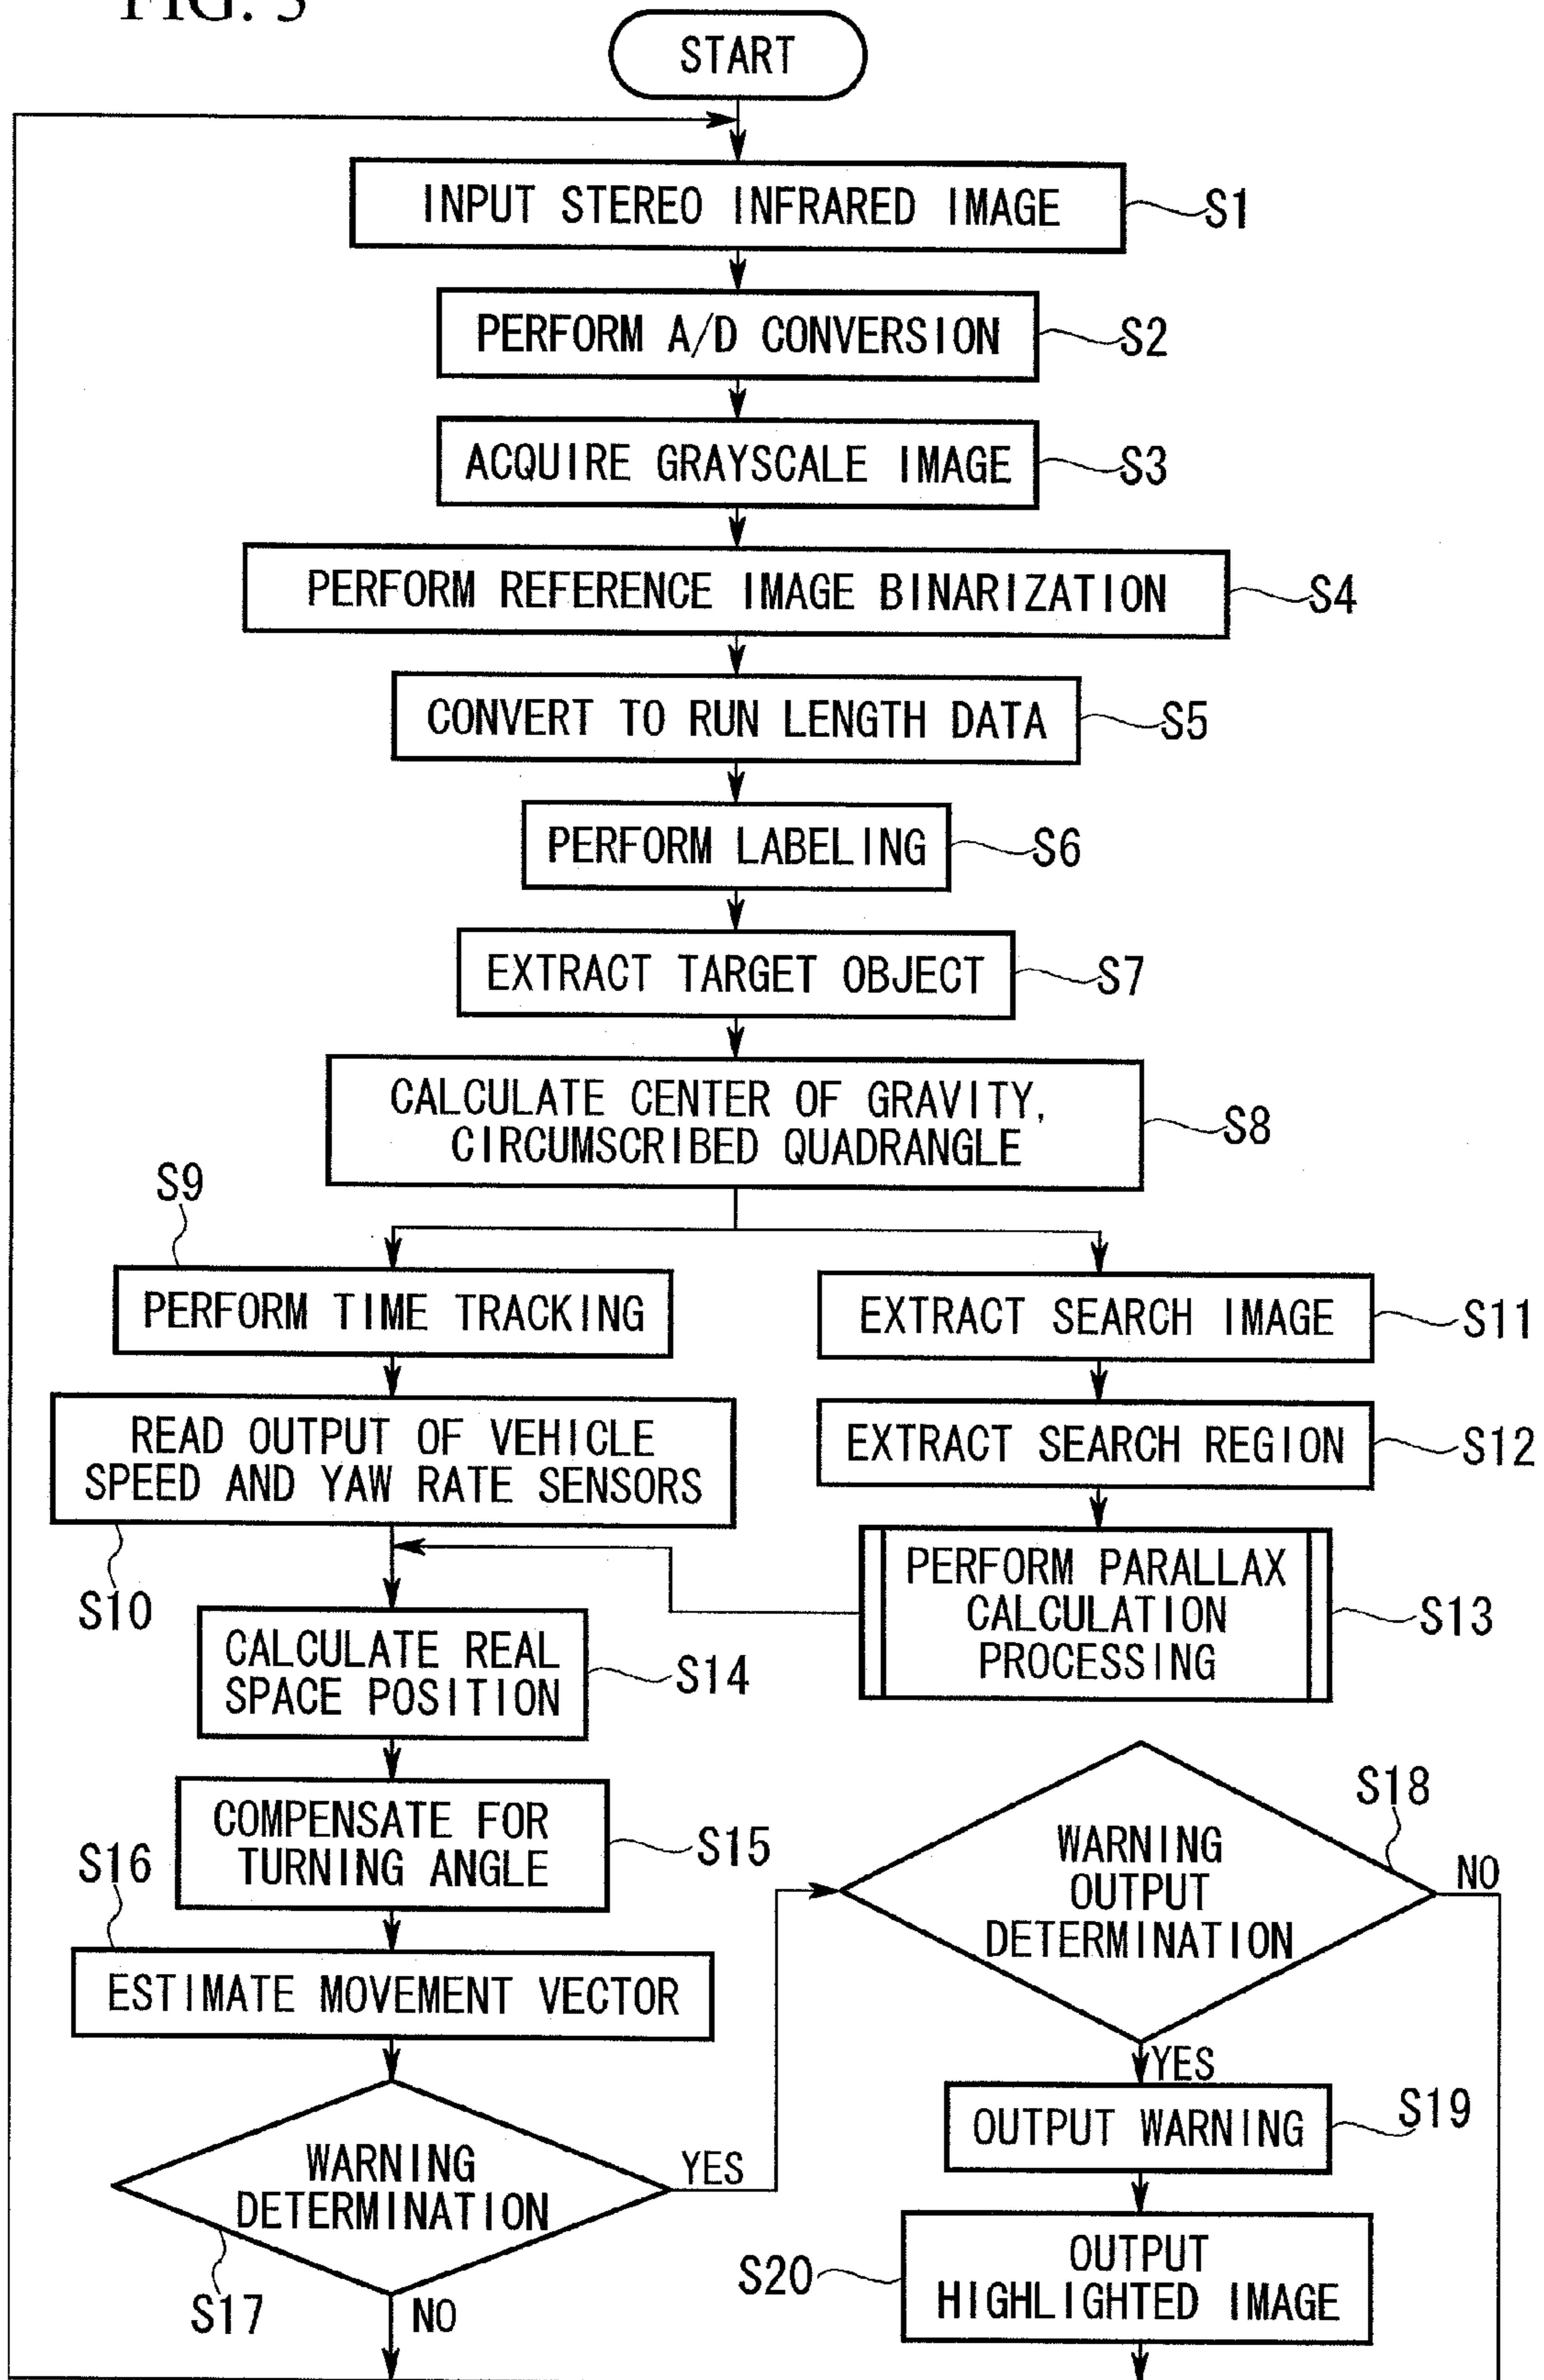 FIG. 3
START
INPUT STEREO INFRARED IMAGE
S1
PERFORM A/D CONVERSION
S2
ACQUIRE GRAYSCALE IMAGE
S3
PERFORM REFERENCE IMAGE BINARIZATION
S4
CONVERT TO RUN LENGTH DATA
S5
PERFORM LABELING
S6
EXTRACT TARGET OBJECT
S7
CALCULATE CENTER OF GRAVITY,
CIRCUMSCRIBED QUADRANGLE
S8
S9
PERFORM TIME TRACKING
EXTRACT SEARCH IMAGE
S11
READ OUTPUT OF VEHICLE
SPEED AND YAW RATE SENSORS
S10
EXTRACT SEARCH REGION
S12
PERFORM PARALLAX
CALCULATION
PROCESSING
S13
CALCULATE REAL
SPACE POSITION
S14
COMPENSATE FOR
TURNING ANGLE
S15
S16
ESTIMATE MOVEMENT VECTOR
WARNING
DETERMINATION
YES
S17
NO
S18
WARNING
OUTPUT
DETERMINATION
NO
YES
OUTPUT WARNING
S19
OUTPUT
HIGHLIGHTED IMAGE
S20